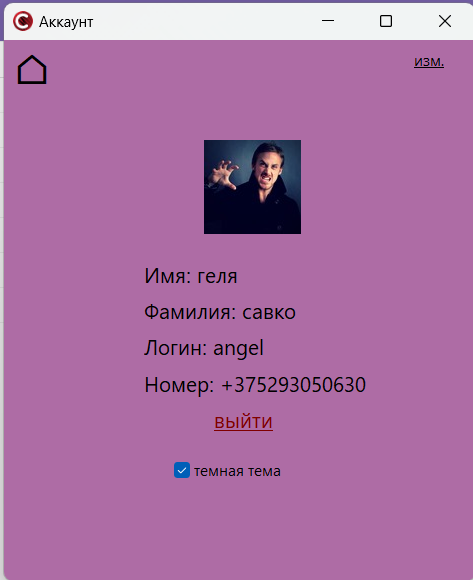 Аккаунт
изм.
Имя: геля
Фамилия: савко
Логин: angel
Номер: +375293050630
выйти
темная тема